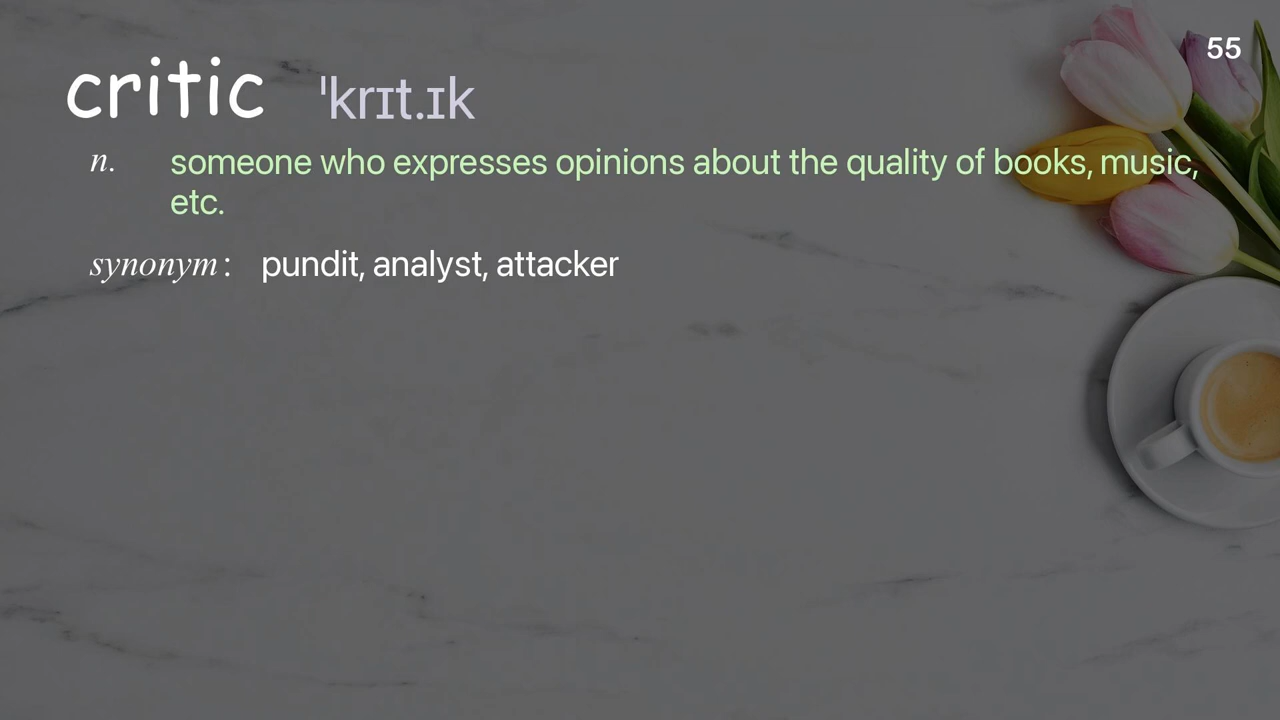 55
critic ˈkrɪt.ɪk
n. someone who expresses opinions about the quality of books, music,
etc.
synonym: pundit, analyst, attacker